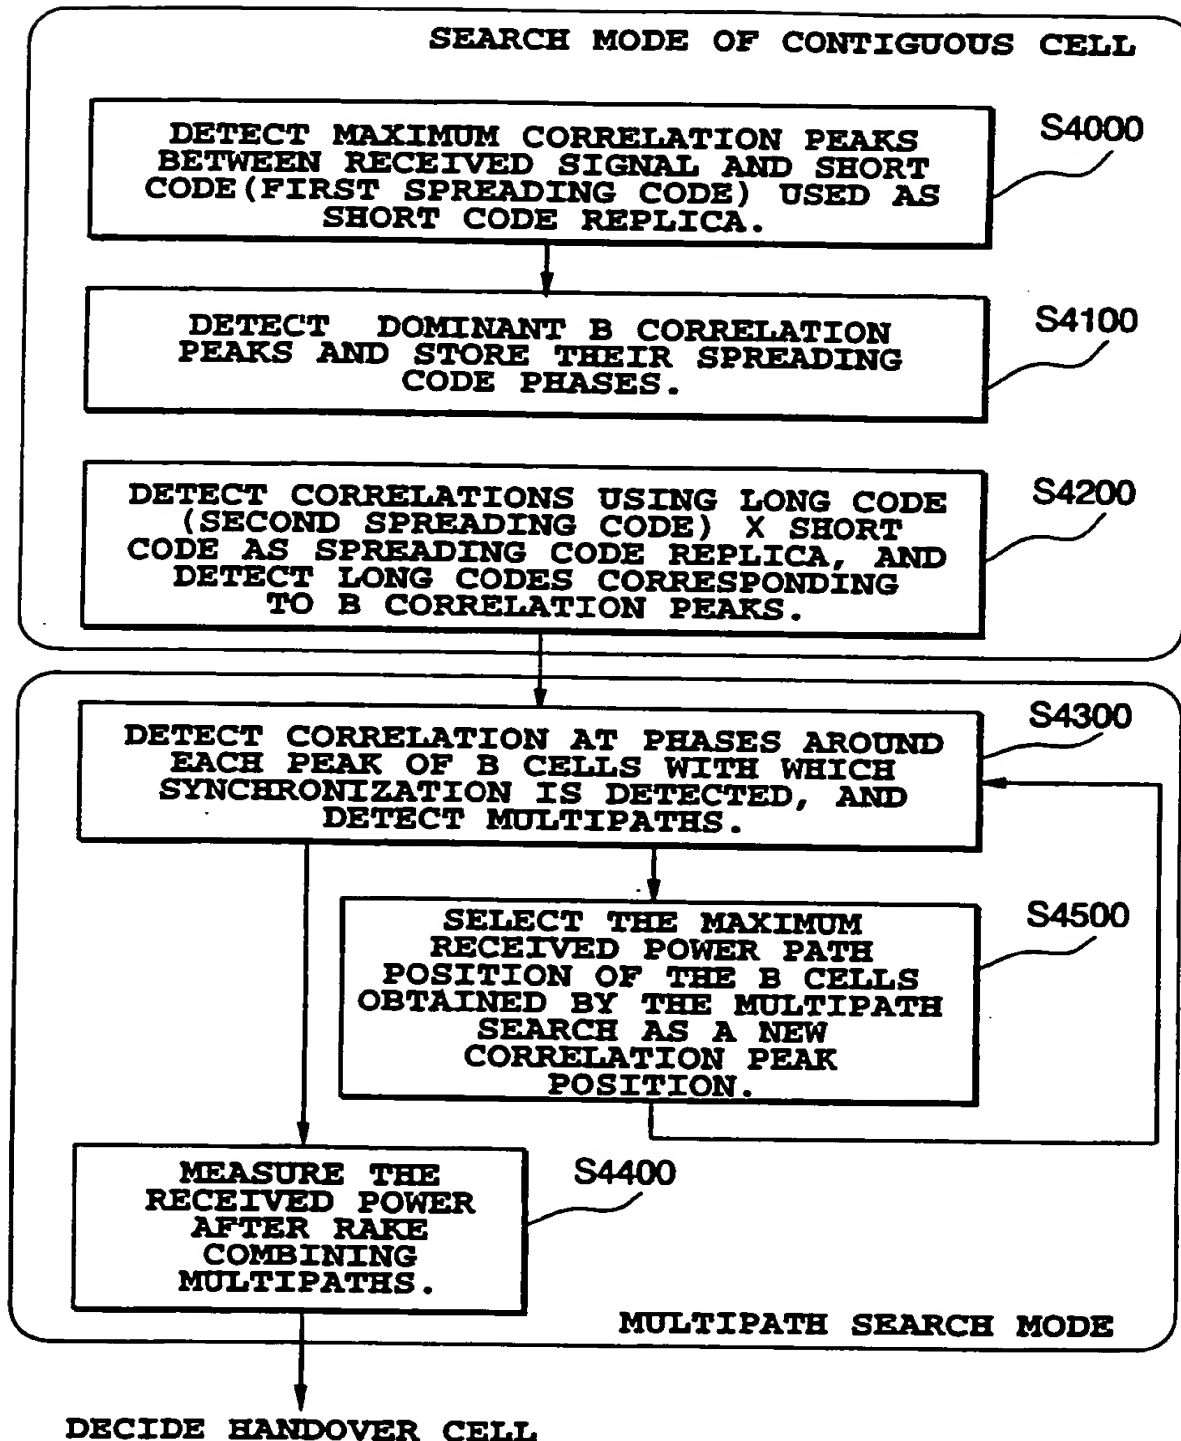 SEARCH MODE OF CONTIGUOUS CELL
DETECT MAXIMUM CORRELATION PEAKS
BETWEEN RECEIVED SIGNAL AND SHORT
CODE(FIRST SPREADING CODE) USED AS
SHORT CODE REPLICA.
S4000
DETECT DOMINANT B CORRELATION
PEAKS AND STORE THEIR SPREADING
CODE PHASES.
S4100
DETECT CORRELATIONS USING LONG CODE
(SECOND SPREADING CODE) X SHORT
CODE AS SPREADING CODE REPLICA, AND
DETECT LONG CODES CORRESPONDING
TO B CORRELATION PEAKS.
S4200
DETECT CORRELATION AT PHASES AROUND
EACH PEAK OF B CELLS WITH WHICH
SYNCHRONIZATION IS DETECTED, AND
DETECT MULTIPATHS.
S4300
SELECT THE MAXIMUM
RECEIVED POWER PATH
POSITION OF THE B CELLS
OBTAINED BY THE MULTIPATH
SEARCH AS A NEW
CORRELATION PEAK
POSITION.
S4500
MEASURE THE
RECEIVED POWER
AFTER RAKE
COMBINING
MULTIPATHS.
S4400
MULTIPATH SEARCH MODE
DECIDE HANDOVER CELL